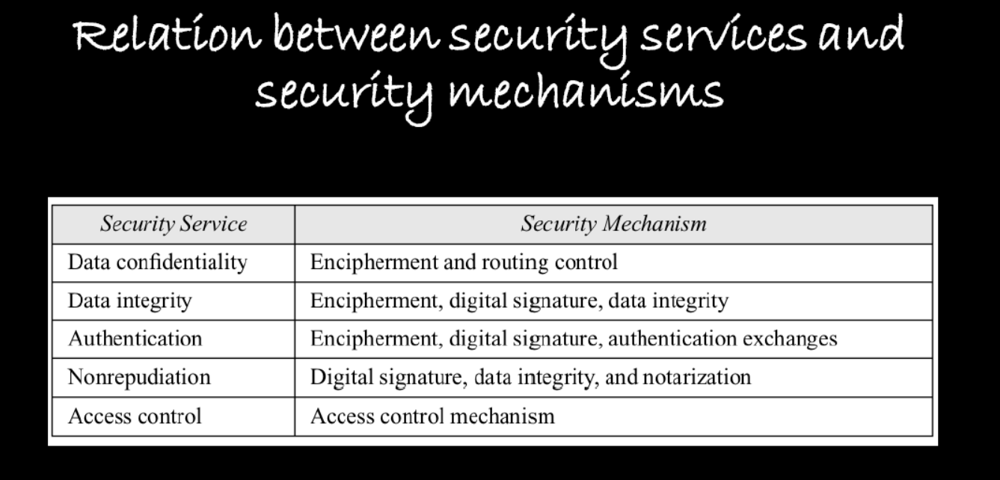 Relation between security services and
security mechanisms
Security Service Security Mechanism
Data confidentiality Encipherment and routing control
Data integrity Encipherment, digital signature, data integrity
Authentication Encipherment, digital signature, authentication exchanges
Nonrepudiation Digital signature, data integrity, and notarization
Access control Access control mechanism